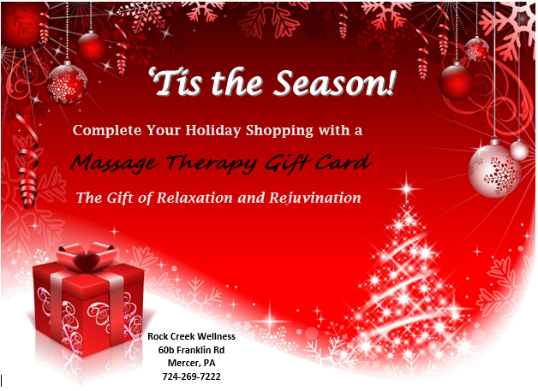 ‘Tis the Season!
Complete Your Holiday Shopping with a
Massage Therapy Gift Card
The Gift of Relaxation and Rejuvination
Rock Creek Wellness
60b Franklin Rd
Mercer, PA
724-269-7222